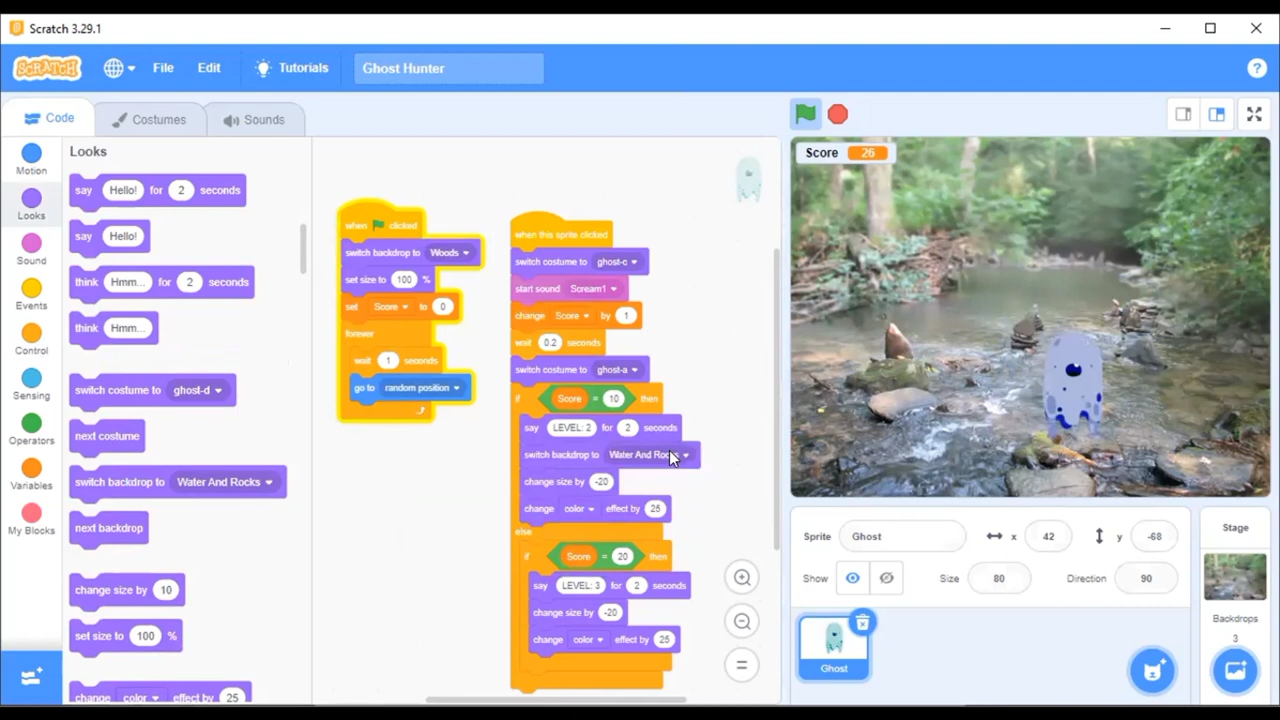 Scratch 3.29.1
SCRATCH
File
Edit
Tutorials
Ghost Hunter
?
Code
Costumes
Sounds
Motion
Looks
Sound
Events
Control
Sensing
Operators
Variables
My Blocks
Looks
say Hello! for 2 seconds
say Hello!
think Hmm... for 2 seconds
think Hmm...
switch costume to ghost-d
next costume
switch backdrop to Water And Rocks
next backdrop
change size by 10
set size to 100 %
change color effect by 25
when clicked
switch backdrop to Woods
set size to 100 %
set Score to 0
forever
wait 1 seconds
go to random position
when this sprite clicked
switch costume to ghost-c
start sound Scream1
change Score by 1
wait 0.2 seconds
switch costume to ghost-a
if Score = 10 then
say LEVEL: 2 for 2 seconds
switch backdrop to Water And Rocks
change size by -20
change color effect by 25
else
if Score = 20 then
say LEVEL: 3 for 2 seconds
change size by -20
change color effect by 25
Score 26
Sprite Ghost x 42 y -68
Show Size 80 Direction 90
Ghost
Stage
Backdrops
3